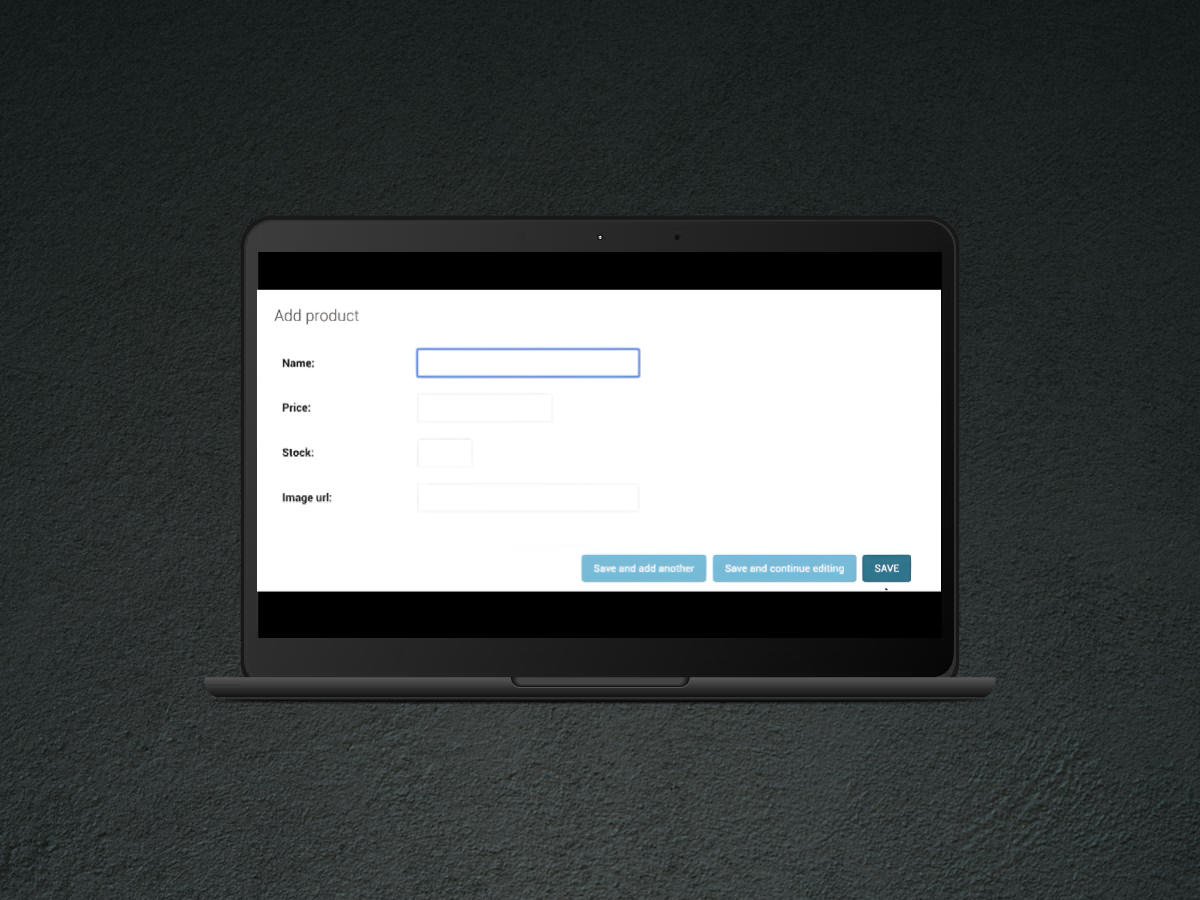 Add product
Name:
Price:
Stock:
Image url:
Save and add another Save and continue editing SAVE